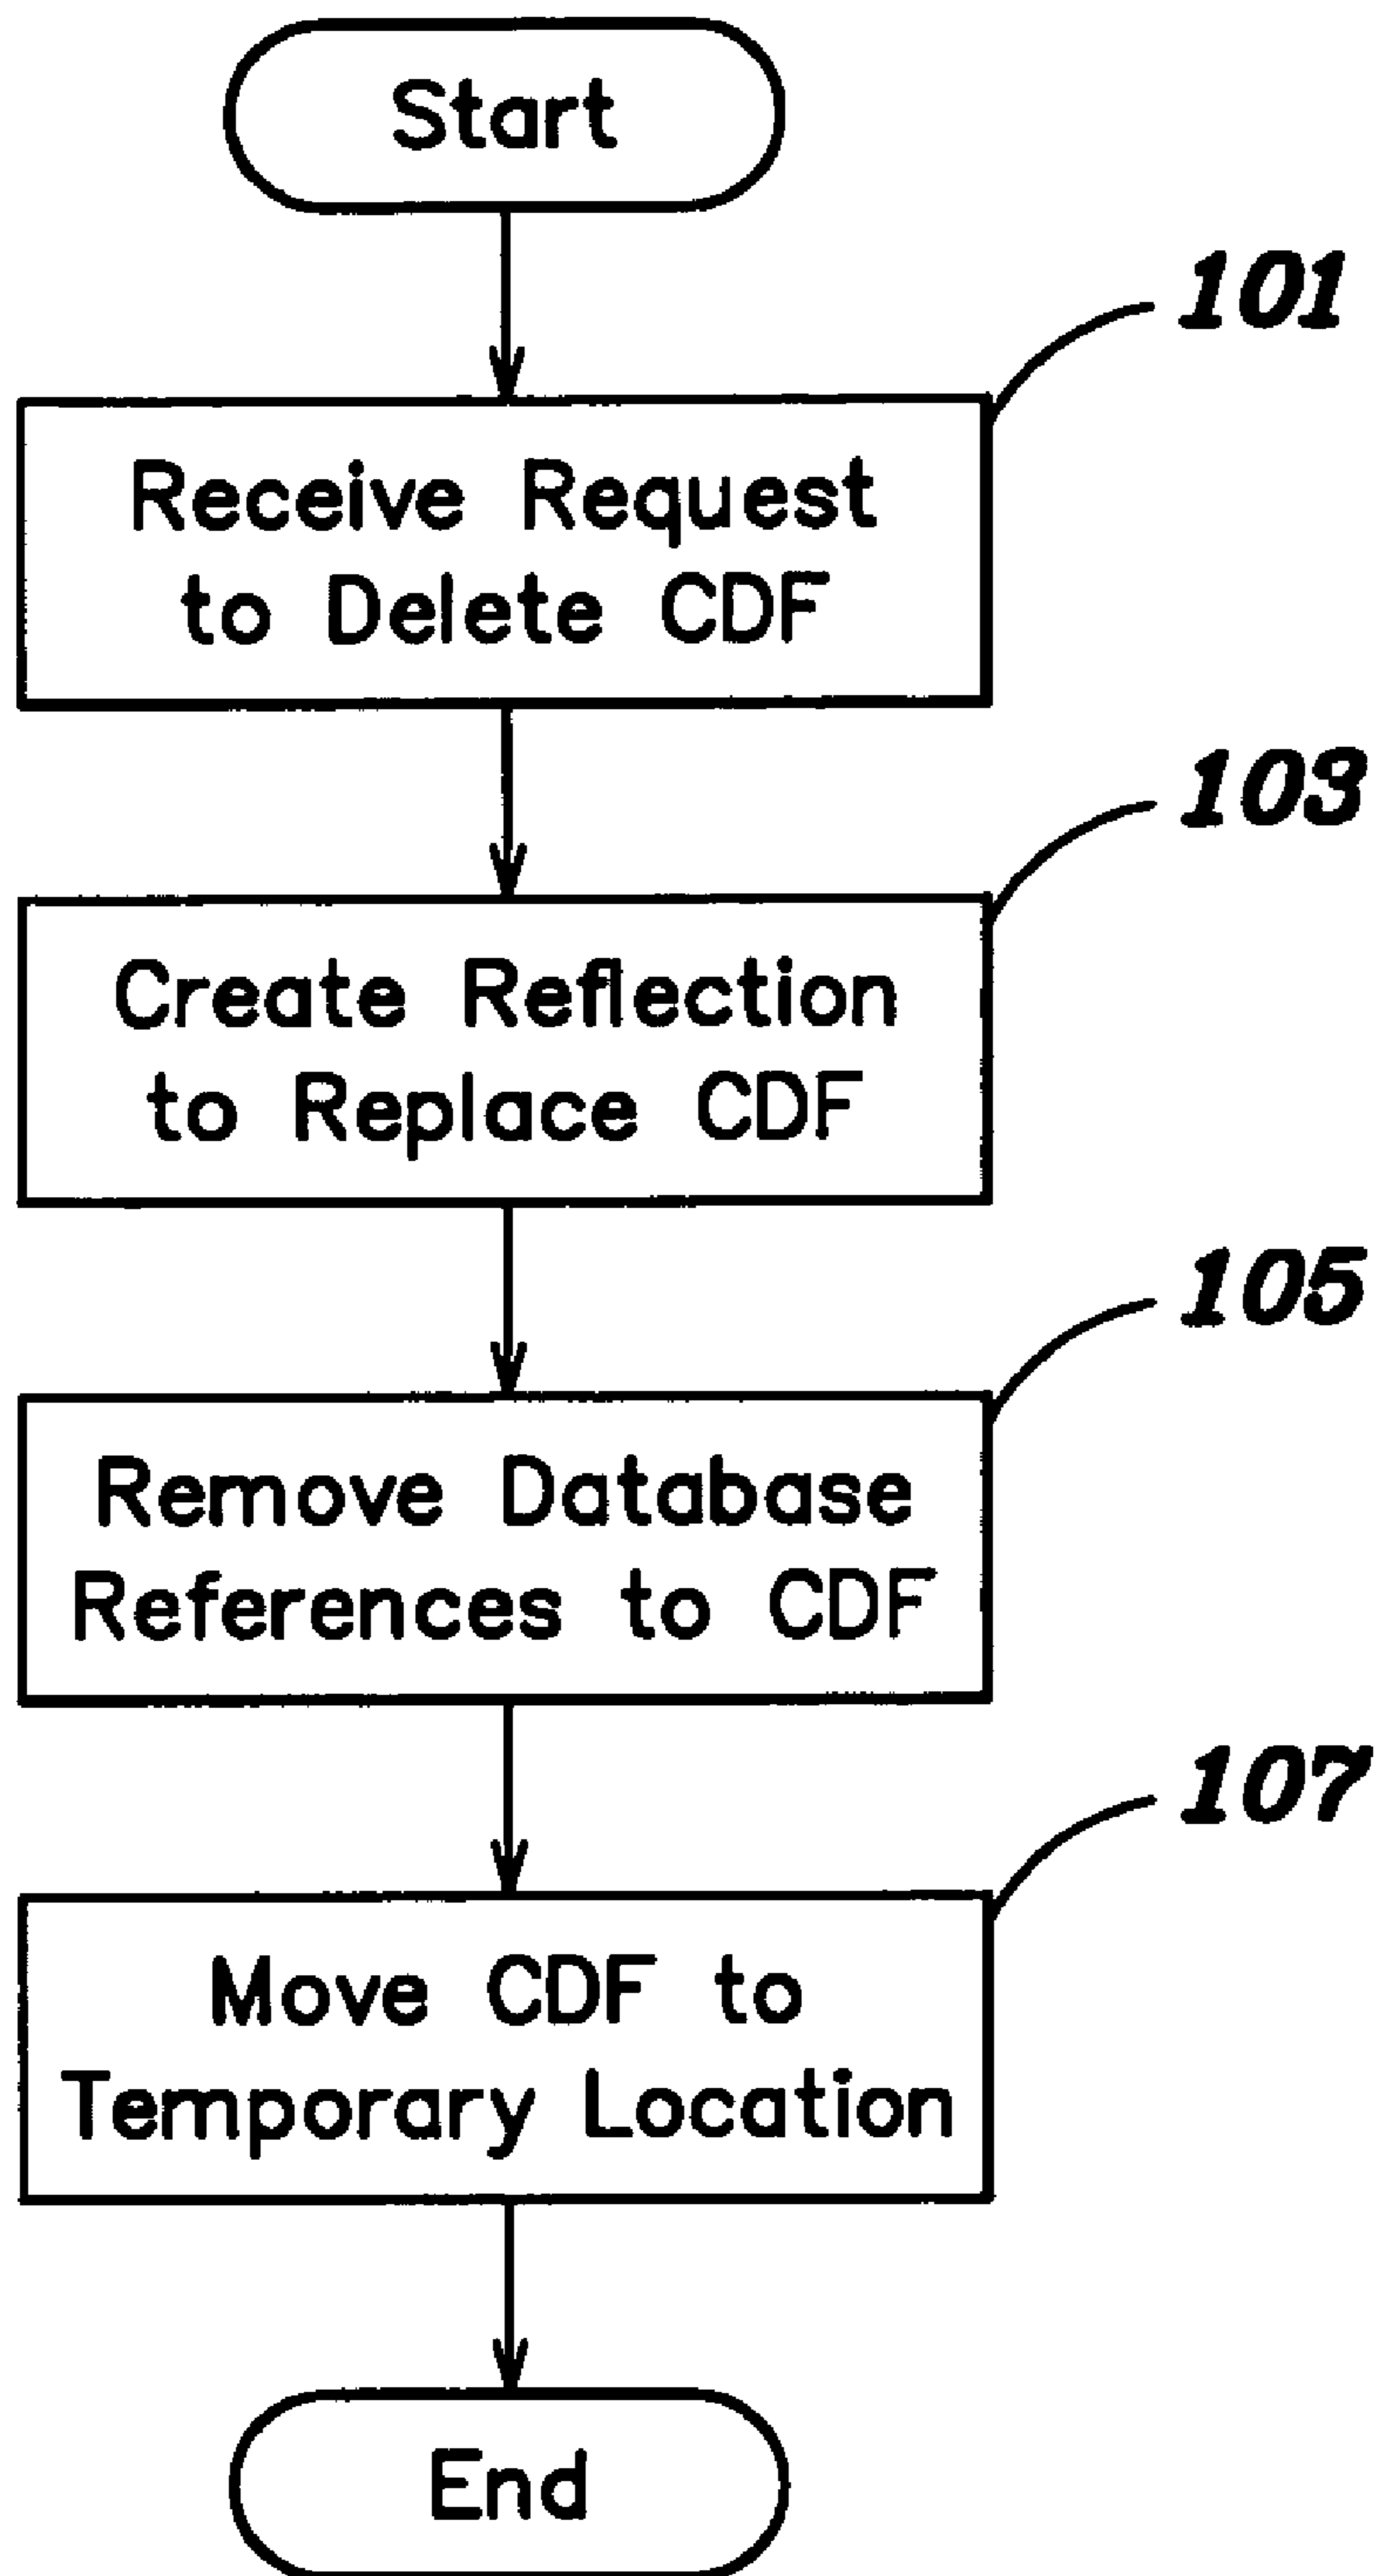 Start
101
Receive Request
to Delete CDF
103
Create Reflection
to Replace CDF
105
Remove Database
References to CDF
107
Move CDF to
Temporary Location
End